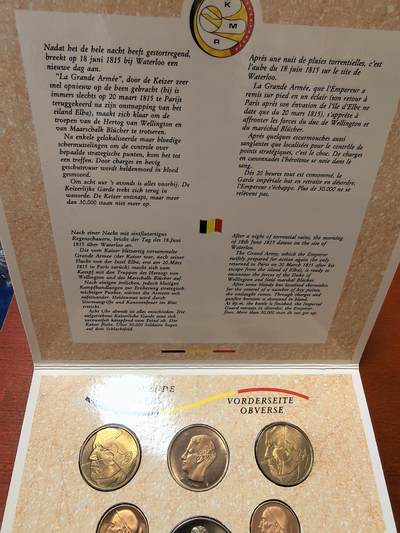 K M
M R
Nadat het de hele nacht heeft gestortregend,
breekt op 18 juni 1815 bij Waterloo een
nieuwe dag aan.
"La Grande Armée", door de Keizer zeer
snel opnieuw op de been gebracht (hij is
immers slechts op 20 maart 1815 te Parijs
teruggekeerd na zijn ontsnapping van het
eiland Elba), maakt zich klaar om de
troepen van de Hertog van Wellington en
van Maarschalk Blücher te trotseren.
Na enkele gelokaliseerde maar bloedige
schermutselingen om de controle over
bepaalde strategische punten, kom het tot
een treffen. Door charges en hevig
geschutsvuur wordt heldenmoed in bloed
gesmoord.
Om acht uur 's avonds is alles voorbij. De
Keizerlijke Garde trekt zich terug in
wanorde. De Keizer ontsnapt, maar meer
dan 30.000 staan niet meer op.
Après une nuit de pluies torrentielles, c'est
l'aube du 18 juin 1815 sur le site de
Waterloo.
La Grande Armée, que l'Empereur a
remis sur pied en un éclair (son retour à
Paris après son évasion de l'île d'Elbe ne
date que du 20 mars 1815), s'apprête à
affronter les forces du duc de Wellington et
du maréchal Blücher.
Après quelques escarmouches aussi
sanglantes que localisées pour le contrôle de
points stratégiques, c'est le choc. De charges
en canonnades l'héroïsme se noie dans le
sang.
Dès 20 heures tout est consommé, la
Garde impériale bat en retraite en désordre,
l'Empereur s'échappe. Plus de 30.000 ne se
relèvent pas.
Nach einer Nacht mit sintflutartigen
Regenschauern, bricht der Tag des 18.Juni
1815 über Waterloo an.
Die vom Kaiser kleinstig
Grande Armée (der Kaiser war, nach seiner
Flucht von der Insel Elba, erst am 20.März
1815 in Paris zurück) macht sich zum
Kampf mit den Truppen des Herzogs von
Wellington und des Marschalls Blücher auf.
Nach einigen örtlichen, jedoch blutigen
Kampfhandlungen zur Eroberung strategisch
wichtiger Punkte, stürzen die Armeen sich
aufeinander. Heldenmut wird durch
Sturmangriffe und Kanonenfeuer im Blut
erstickt.
Acht Uhr abends ist alles entschieden. Die
kaiserliche Garde setzt sich
vom Feind ab. Der
Kaiser flieht. Über 30.000 Soldaten liegen
auf dem Schlachtfeld.
After a night of torrential rains, the morning
of 18th June 1815 dawns on the site of
Waterloo.
The Grand Army, which the Emperor
swiftly prepared for action again (he only
returned to Paris on 20 March 1815 after his
escape from the island of Elba), is ready to
encounter the forces of the Duke of
Wellington and field marshal Blücher.
After some bloody but localised skirmishes
for the control of a few key points,
the onslaught comes. Through charges and
gunfire heroism is drowned in blood.
At 8p.m. the battle is finished, the Imperial
Guard retreats in disorder, the Emperor
flees. More than 30.000 men do not get up.
VORDERSEITE
OBVERSE